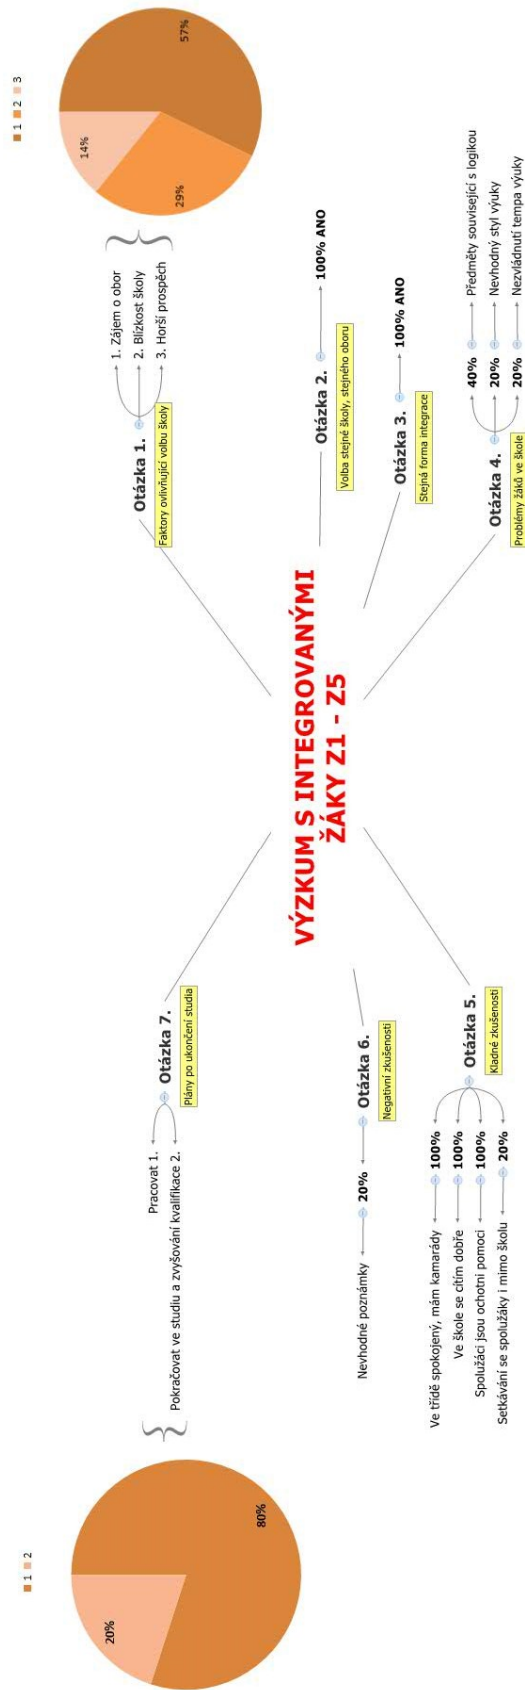 VÝZKUM S INTEGROVANÝMI
ŽÁKY Z1 - Z5
Otázka 1.
Faktory ovlivňující volbu školy
1. Zájem o obor
2. Blízkost školy
3. Horší prospěch
1 2 3
57%
29%
14%
Otázka 2.
Volba stejné školy, stejného oboru
100% ANO
Otázka 3.
Stejná forma integrace
100% ANO
Otázka 4.
Problémy žáků ve škole
40% Předměty související s logikou
20% Nevhodný styl výuky
20% Nezvládnutí tempa výuky
Otázka 5.
Kladné zkušenosti
Ve třídě spokojený, mám kamarády 100%
Ve škole se cítím dobře 100%
Spolužáci jsou ochotni pomoci 100%
Setkávání se spolužáky i mimo školu 20%
Otázka 6.
Negativní zkušenosti
Nevhodné poznámky 20%
Otázka 7.
Plány po ukončení studia
Pracovat 1.
Pokračovat ve studiu a zvyšování kvalifikace 2.
1 2
20%
80%